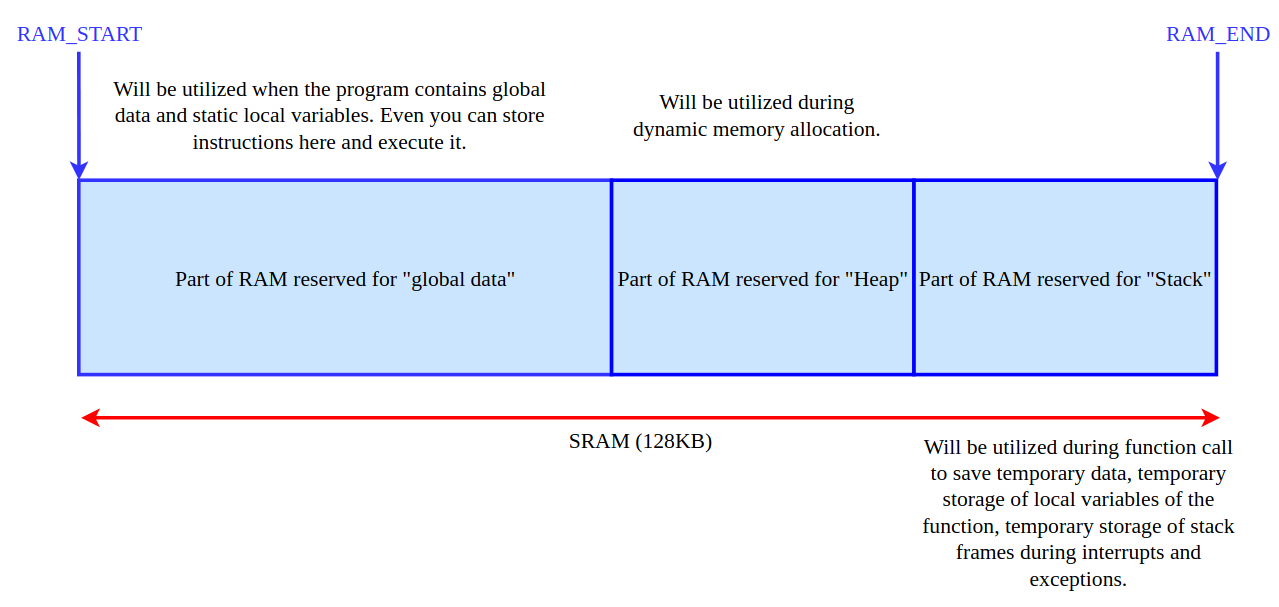 RAM_START
RAM_END
Will be utilized when the program contains global
data and static local variables. Even you can store
instructions here and execute it.
Will be utilized during
dynamic memory allocation.
Part of RAM reserved for "global data"
Part of RAM reserved for "Heap"
Part of RAM reserved for "Stack"
SRAM (128KB)
Will be utilized during function call
to save temporary data, temporary
storage of local variables of the
function, temporary storage of stack
frames during interrupts and
exceptions.